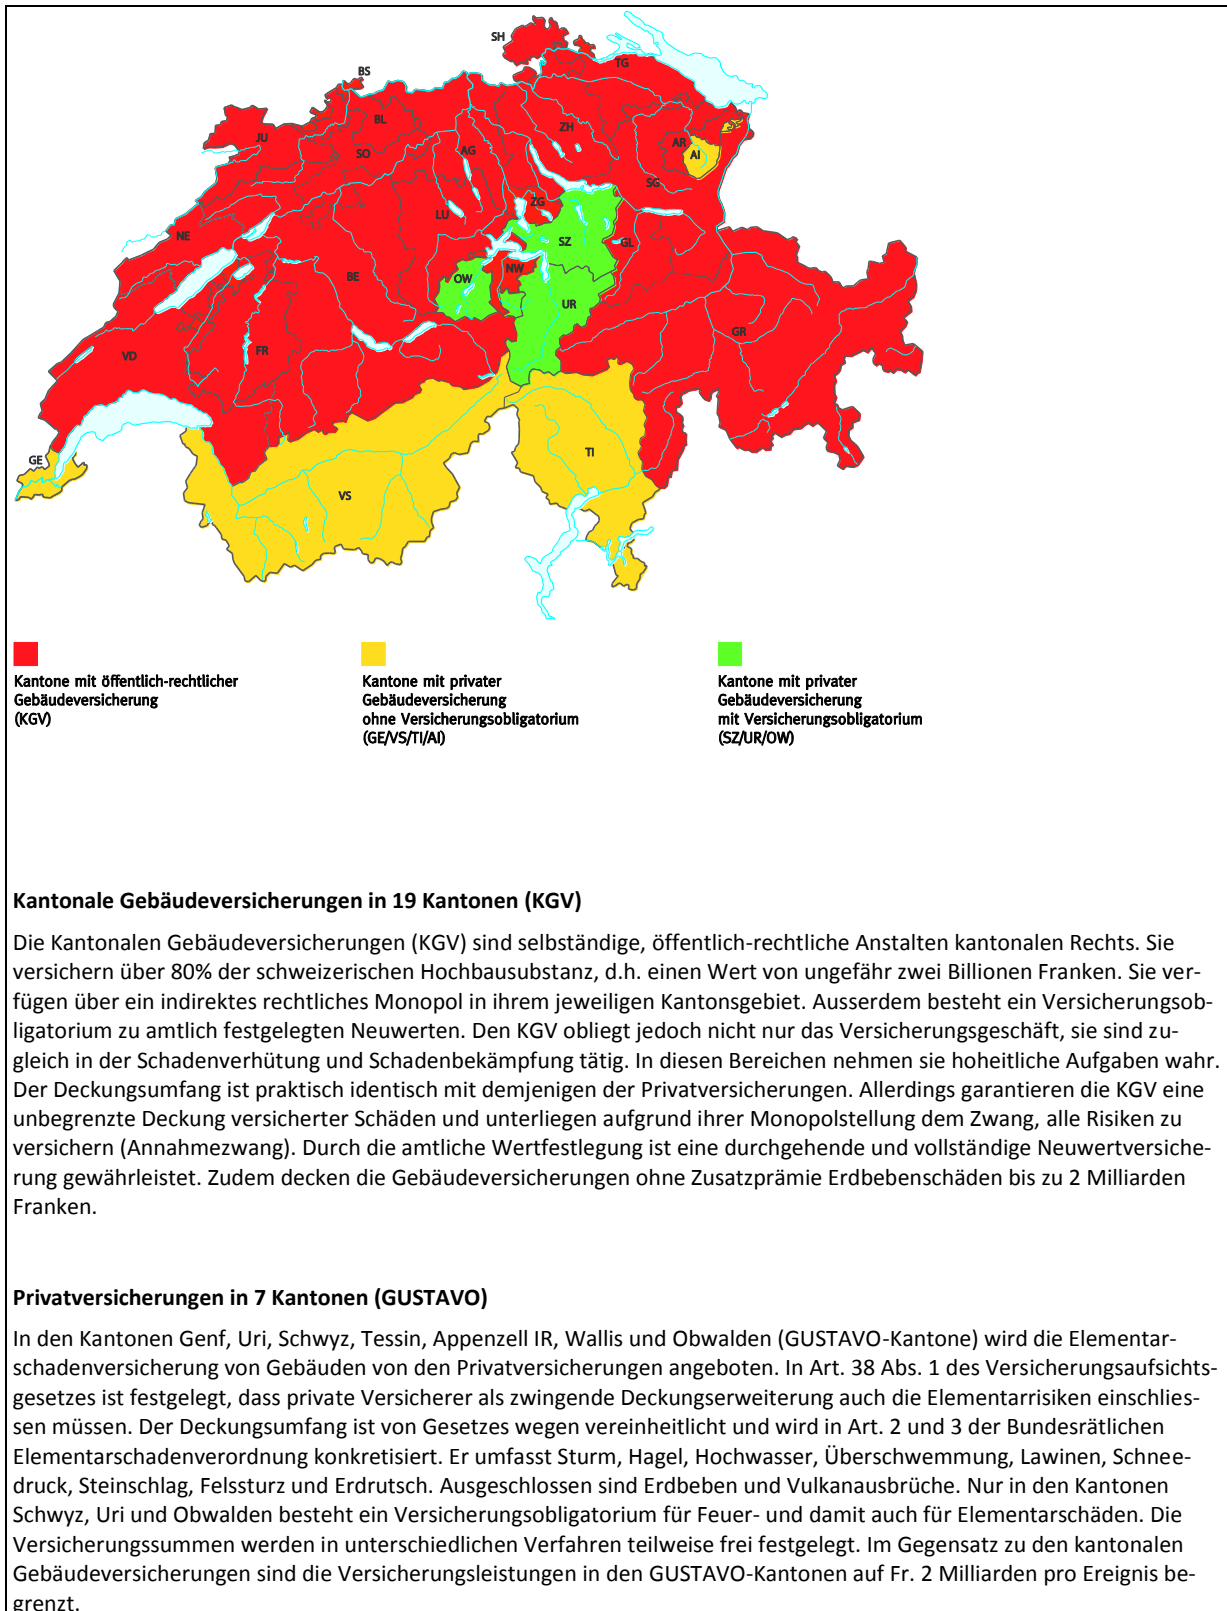 SH
TG
BS
BL
ZH
JU
AR
SO
AG
AI
SG
ZG
LU
NE
SZ
GL
NW
BE
OW
UR
GR
VD
FR
TI
GE
VS
Kantone mit öffentlich-rechtlicher
Gebäudeversicherung
(KGV)
Kantone mit privater
Gebäudeversicherung
ohne Versicherungsobligatorium
(GE/VS/TI/AI)
Kantone mit privater
Gebäudeversicherung
mit Versicherungsobligatorium
(SZ/UR/OW)
Kantonale Gebäudeversicherungen in 19 Kantonen (KGV)
Die Kantonalen Gebäudeversicherungen (KGV) sind selbständige, öffentlich-rechtliche Anstalten kantonalen Rechts. Sie
versichern über 80% der schweizerischen Hochbausubstanz, d.h. einen Wert von ungefähr zwei Billionen Franken. Sie ver-
fügen über ein indirektes rechtliches Monopol in ihrem jeweiligen Kantonsgebiet. Ausserdem besteht ein Versicherungsob-
ligatorium zu amtlich festgelegten Neuwerten. Den KGV obliegt jedoch nicht nur das Versicherungsgeschäft, sie sind zu-
gleich in der Schadenverhütung und Schadenbekämpfung tätig. In diesen Bereichen nehmen sie hoheitliche Aufgaben wahr.
Der Deckungsumfang ist praktisch identisch mit demjenigen der Privatversicherungen. Allerdings garantieren die KGV eine
unbegrenzte Deckung versicherter Schäden und unterliegen aufgrund ihrer Monopolstellung dem Zwang, alle Risiken zu
versichern (Annahmezwang). Durch die amtliche Wertfestlegung ist eine durchgehende und vollständige Neuwertversiche-
rung gewährleistet. Zudem decken die Gebäudeversicherungen ohne Zusatzprämie Erdbebenschäden bis zu 2 Milliarden
Franken.
Privatversicherungen in 7 Kantonen (GUSTAVO)
In den Kantonen Genf, Uri, Schwyz, Tessin, Appenzell IR, Wallis und Obwalden (GUSTAVO-Kantone) wird die Elementar-
schadenversicherung von Gebäuden von den Privatversicherungen angeboten. In Art. 38 Abs. 1 des Versicherungsaufsichts-
gesetzes ist festgelegt, dass private Versicherer als zwingende Deckungserweiterung auch die Elementarrisiken einschlies-
sen müssen. Der Deckungsumfang ist von Gesetzes wegen vereinheitlicht und wird in Art. 2 und 3 der Bundesrätlichen
Elementarschadenverordnung konkretisiert. Er umfasst Sturm, Hagel, Hochwasser, Überschwemmung, Lawinen, Schnee-
druck, Steinschlag, Felssturz und Erdrutsch. Ausgeschlossen sind Erdbeben und Vulkanausbrüche. Nur in den Kantonen
Schwyz, Uri und Obwalden besteht ein Versicherungsobligatorium für Feuer- und damit auch für Elementarschäden. Die
Versicherungssummen werden in unterschiedlichen Verfahren teilweise frei festgelegt. Im Gegensatz zu den kantonalen
Gebäudeversicherungen sind die Versicherungsleistungen in den GUSTAVO-Kantonen auf Fr. 2 Milliarden pro Ereignis be-
grenzt.